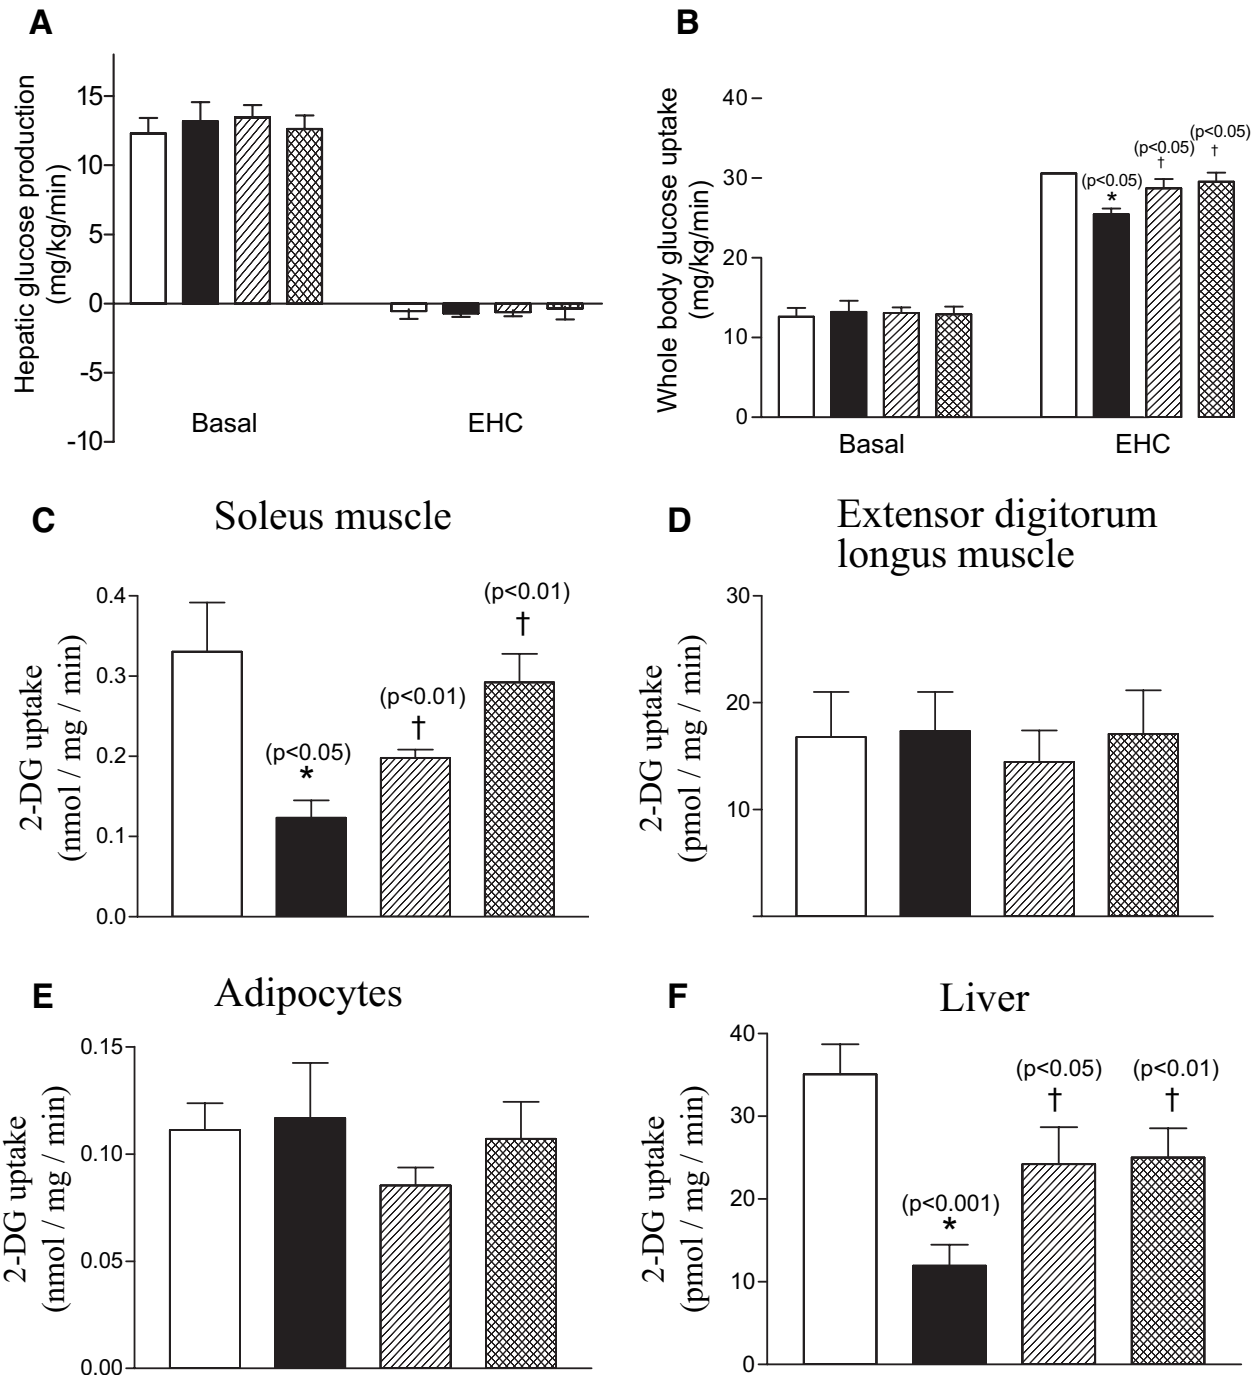 A
Hepatic glucose production
(mg/kg/min)
15
10
5
0
-5
-10
Basal
EHC
B
Whole body glucose uptake
(mg/kg/min)
40
30
20
10
0
(p<0.05)
*
(p<0.05)
†
(p<0.05)
†
Basal
EHC
C
Soleus muscle
2-DG uptake
(nmol / mg / min)
0.4
0.3
0.2
0.1
0.0
(p<0.05)
*
(p<0.01)
†
(p<0.01)
†
D
Extensor digitorum
longus muscle
2-DG uptake
(pmol / mg / min)
30
20
10
E
Adipocytes
2-DG uptake
(nmol / mg / min)
0.15
0.10
0.05
0.00
F
Liver
2-DG uptake
(pmol / mg / min)
40
30
20
10
0
(p<0.001)
*
(p<0.05)
†
(p<0.01)
†